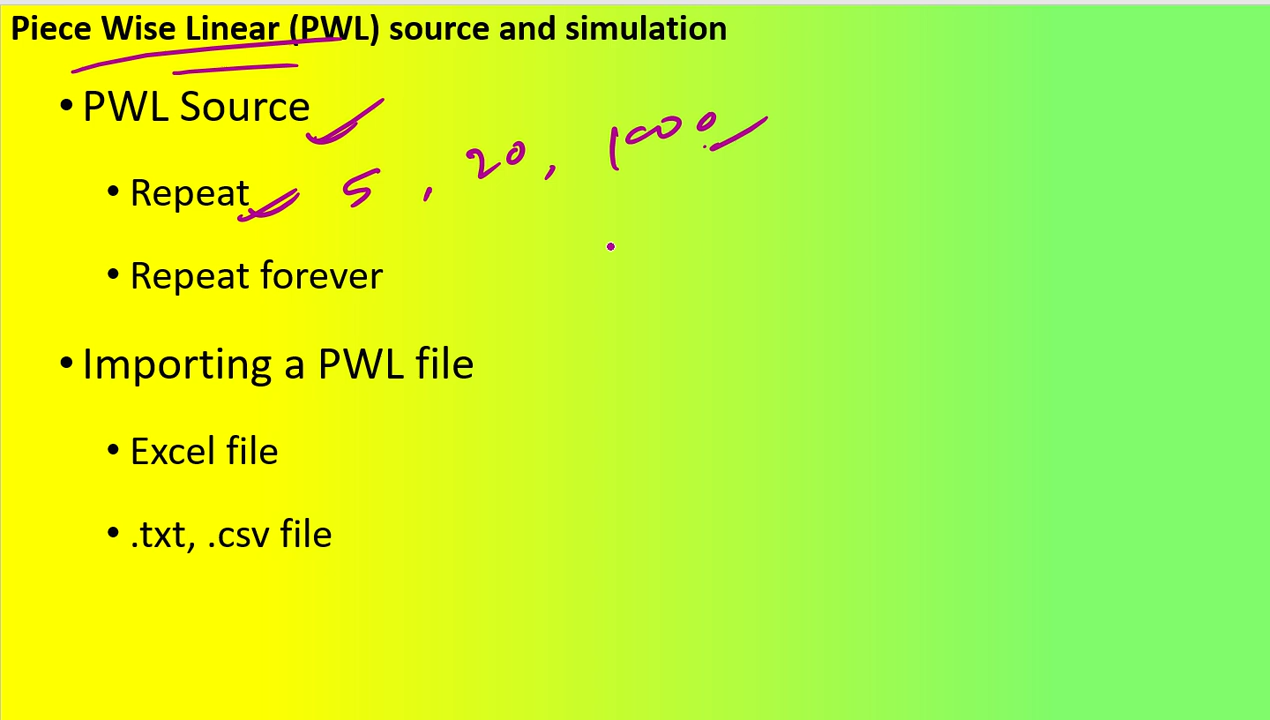 Piece Wise Linear (PWL) source and simulation
• PWL Source
• Repeat 5, 20, 1000
• Repeat forever
• Importing a PWL file
• Excel file
• .txt, .csv file